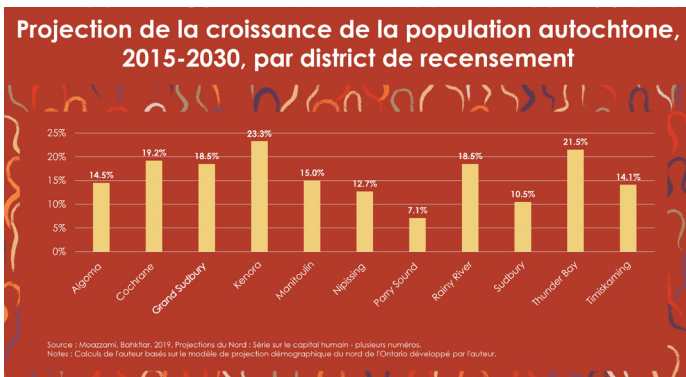 Projection de la croissance de la population autochtone,
2015-2030, par district de recensement
25%
20%
15%
10%
5%
0%
14.5%
19.2%
18.5%
23.3%
15.0%
12.7%
7.1%
18.5%
10.5%
21.5%
14.1%
Algoma
Cochrane
Grand Sudbury
Kenora
Manitoulin
Nipissing
Parry Sound
Rainy River
Sudbury
Thunder Bay
Timiskaming
Source : Moazzami, Bahktiar. 2019. Projections du Nord : Série sur le capital humain - plusieurs numéros.
Notes : Calculs de l'auteur basés sur le modèle de projection démographique du nord de l'Ontario développé par l'auteur.